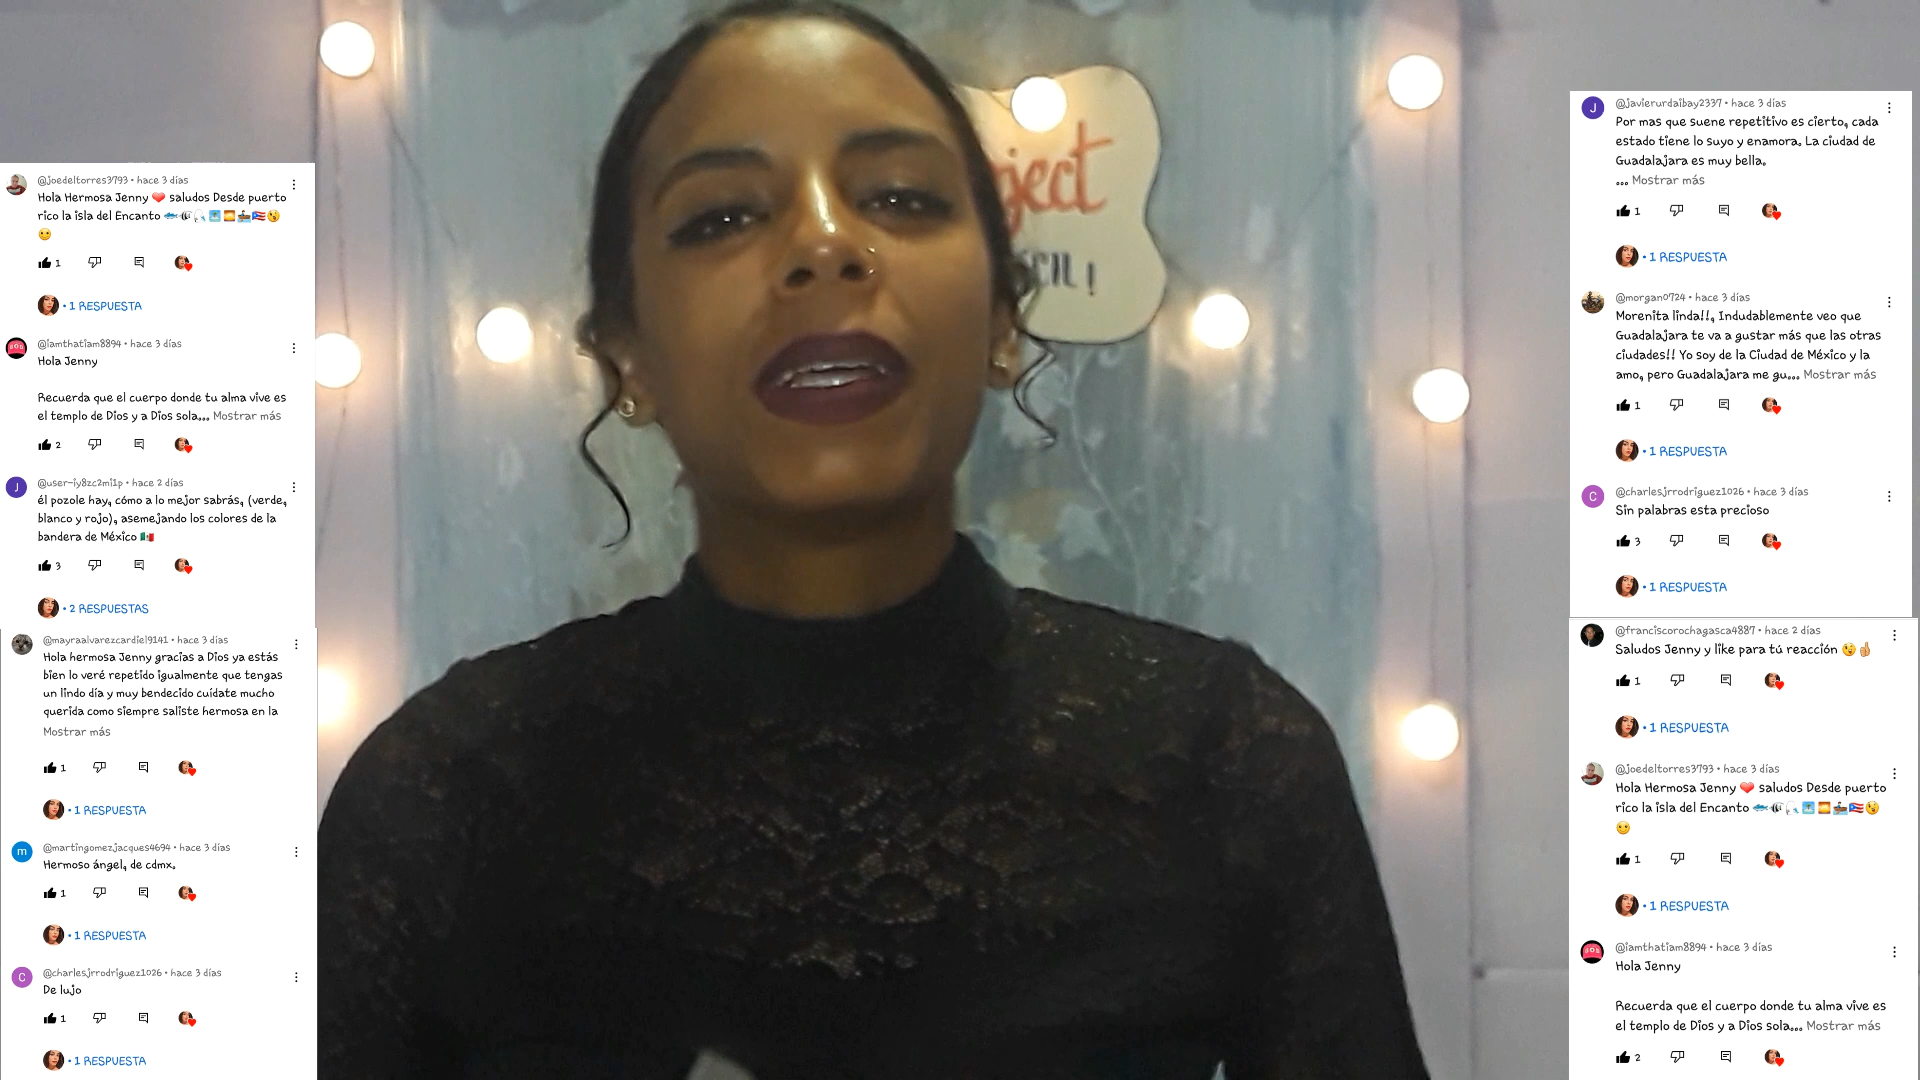 @joedeltorres3793 • hace 3 días
Hola Hermosa Jenny ❤️ saludos Desde puerto
rico la isla del Encanto 🐟🐠🎣🏝️🌅🚣🇵🇷😘
🙂
1
• 1 RESPUESTA
@iamthatiam8894 • hace 3 días
Hola Jenny
Recuerda que el cuerpo donde tu alma vive es
el templo de Dios y a Dios sola... Mostrar más
2
@user-iy8zc2mi1p • hace 2 días
él pozole hay, cómo a lo mejor sabrás, (verde,
blanco y rojo), asemejando los colores de la
bandera de México 🇲🇽
3
• 2 RESPUESTAS
@mayraalvarezcardiel9141 • hace 3 días
Hola hermosa Jenny gracias a Dios ya estás
bien lo veré repetido igualmente que tengas
un lindo día y muy bendecido cuídate mucho
querida como siempre saliste hermosa en la
Mostrar más
1
• 1 RESPUESTA
m
@martingomezjacques4694 • hace 3 días
Hermoso ángel, de cdmx.
1
• 1 RESPUESTA
C
@charlesjrrodriguez1026 • hace 3 días
De lujo
1
• 1 RESPUESTA
J
@javierurdaibay2337 • hace 3 días
Por mas que suene repetitivo es cierto, cada
estado tiene lo suyo y enamora. La ciudad de
Guadalajara es muy bella.
... Mostrar más
1
• 1 RESPUESTA
@morgan0724 • hace 3 días
Morenita linda!!, Indudablemente veo que
Guadalajara te va a gustar más que las otras
ciudades!! Yo soy de la Ciudad de México y la
amo, pero Guadalajara me gu... Mostrar más
1
• 1 RESPUESTA
C
@charlesjrrodriguez1026 • hace 3 días
Sin palabras esta precioso
3
• 1 RESPUESTA
@franciscorochagasca4887 • hace 2 días
Saludos Jenny y like para tú reacción 😉👍
1
• 1 RESPUESTA
@joedeltorres3793 • hace 3 días
Hola Hermosa Jenny ❤️ saludos Desde puerto
rico la isla del Encanto 🐟🐠🎣🏝️🌅🚣🇵🇷😘
🙂
1
• 1 RESPUESTA
@iamthatiam8894 • hace 3 días
Hola Jenny
Recuerda que el cuerpo donde tu alma vive es
el templo de Dios y a Dios sola... Mostrar más
2